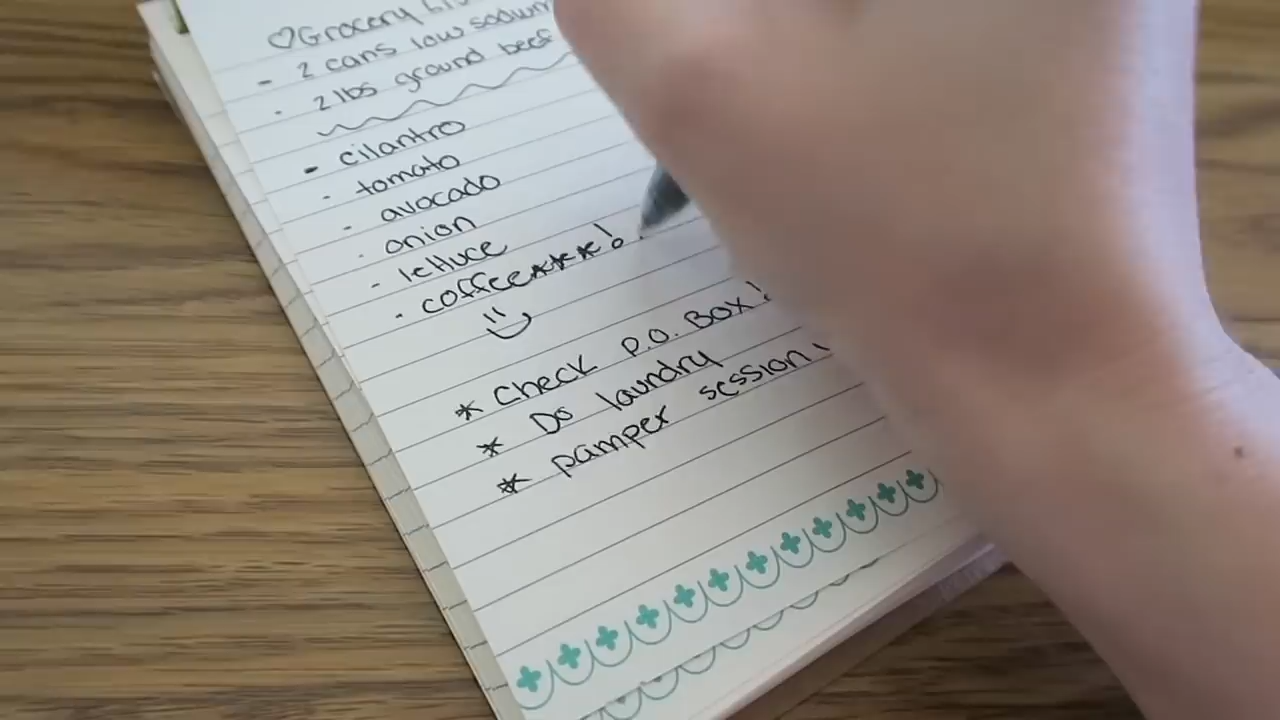 ♡Grocery Li
- 2 cans low sodium
- 2 lbs ground beef
- cilantro
- tomato
- avocado
- onion
- lettuce
- coffee***!
* Check P.O. Box!
* Do laundry
* pamper session!